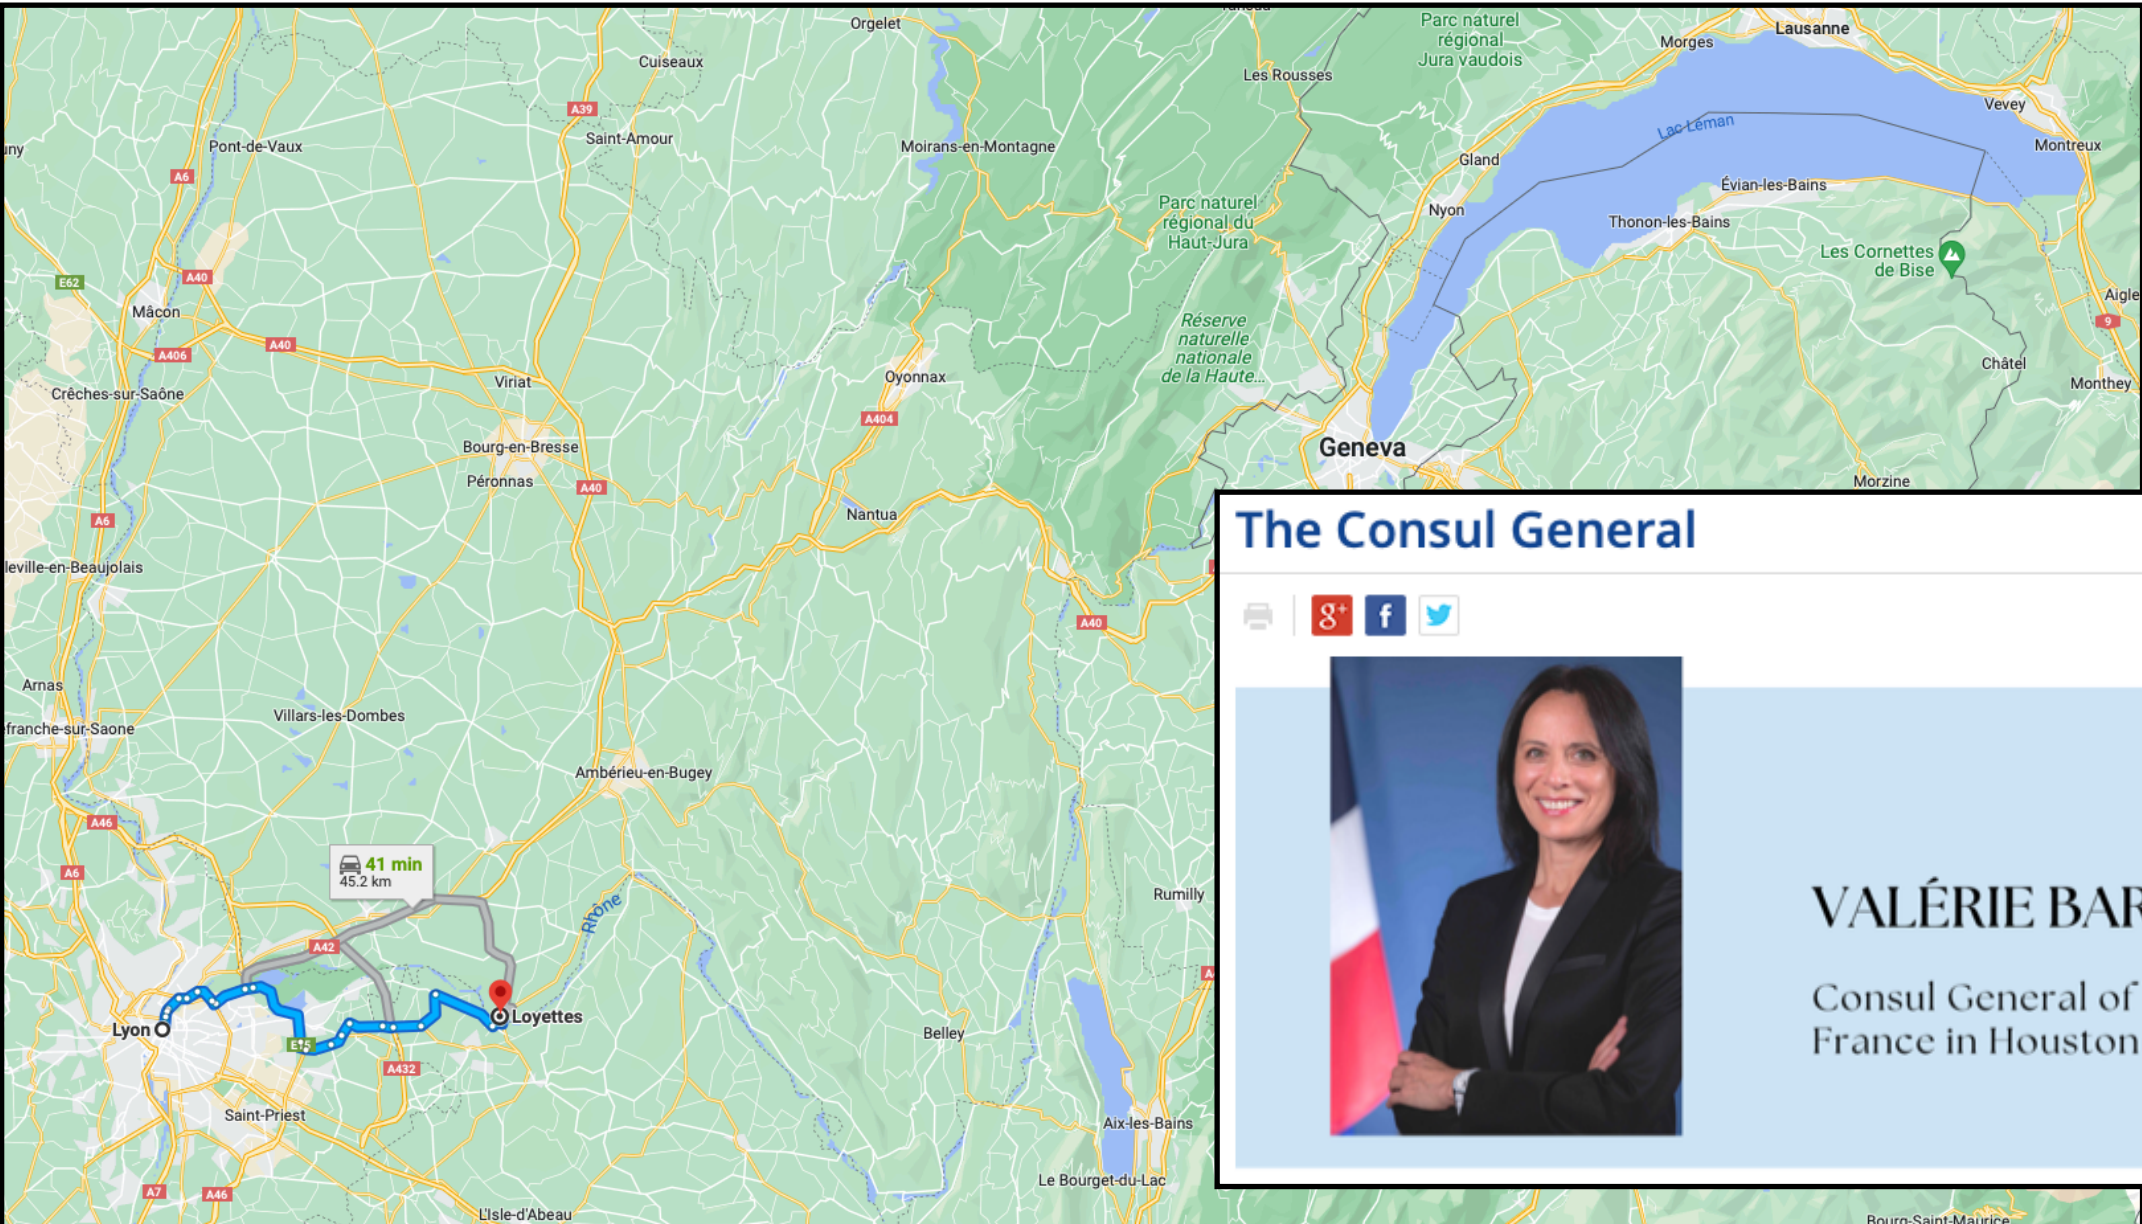 Orgelet
Cuiseaux
A39
Saint-Amour
Pont-de-Vaux
A6
Moirans-en-Montagne
Les Rousses
Parc naturel
régional
Jura vaudois
Morges
Lausanne
Vevey
Lac Léman
Montreux
Gland
Évian-les-Bains
Nyon
Thonon-les-Bains
Parc naturel
régional du
Haut-Jura
Les Cornettes
de Bise
Aigle
9
E62
A40
Mâcon
A406
A40
Viriat
Crêches-sur-Saône
Réserve
naturelle
nationale
de la Haute...
Oyonnax
A404
Châtel
Monthey
Bourg-en-Bresse
Péronnas
A40
Geneva
Morzine
A6
Nantua
leville-en-Beaujolais
A40
Arnas
Villars-les-Dombes
efranche-sur-Saone
Ambérieu-en-Bugey
A46
A6
41 min
45.2 km
Rhône
Rumilly
A42
Lyon
Loyettes
A432
Belley
Saint-Priest
Aix-les-Bains
A7
A46
Le Bourget-du-Lac
L'Isle-d'Abeau
Bourg-Saint-Maurice
The Consul General
g+ f
VALÉRIE BAR
Consul General of
France in Houston